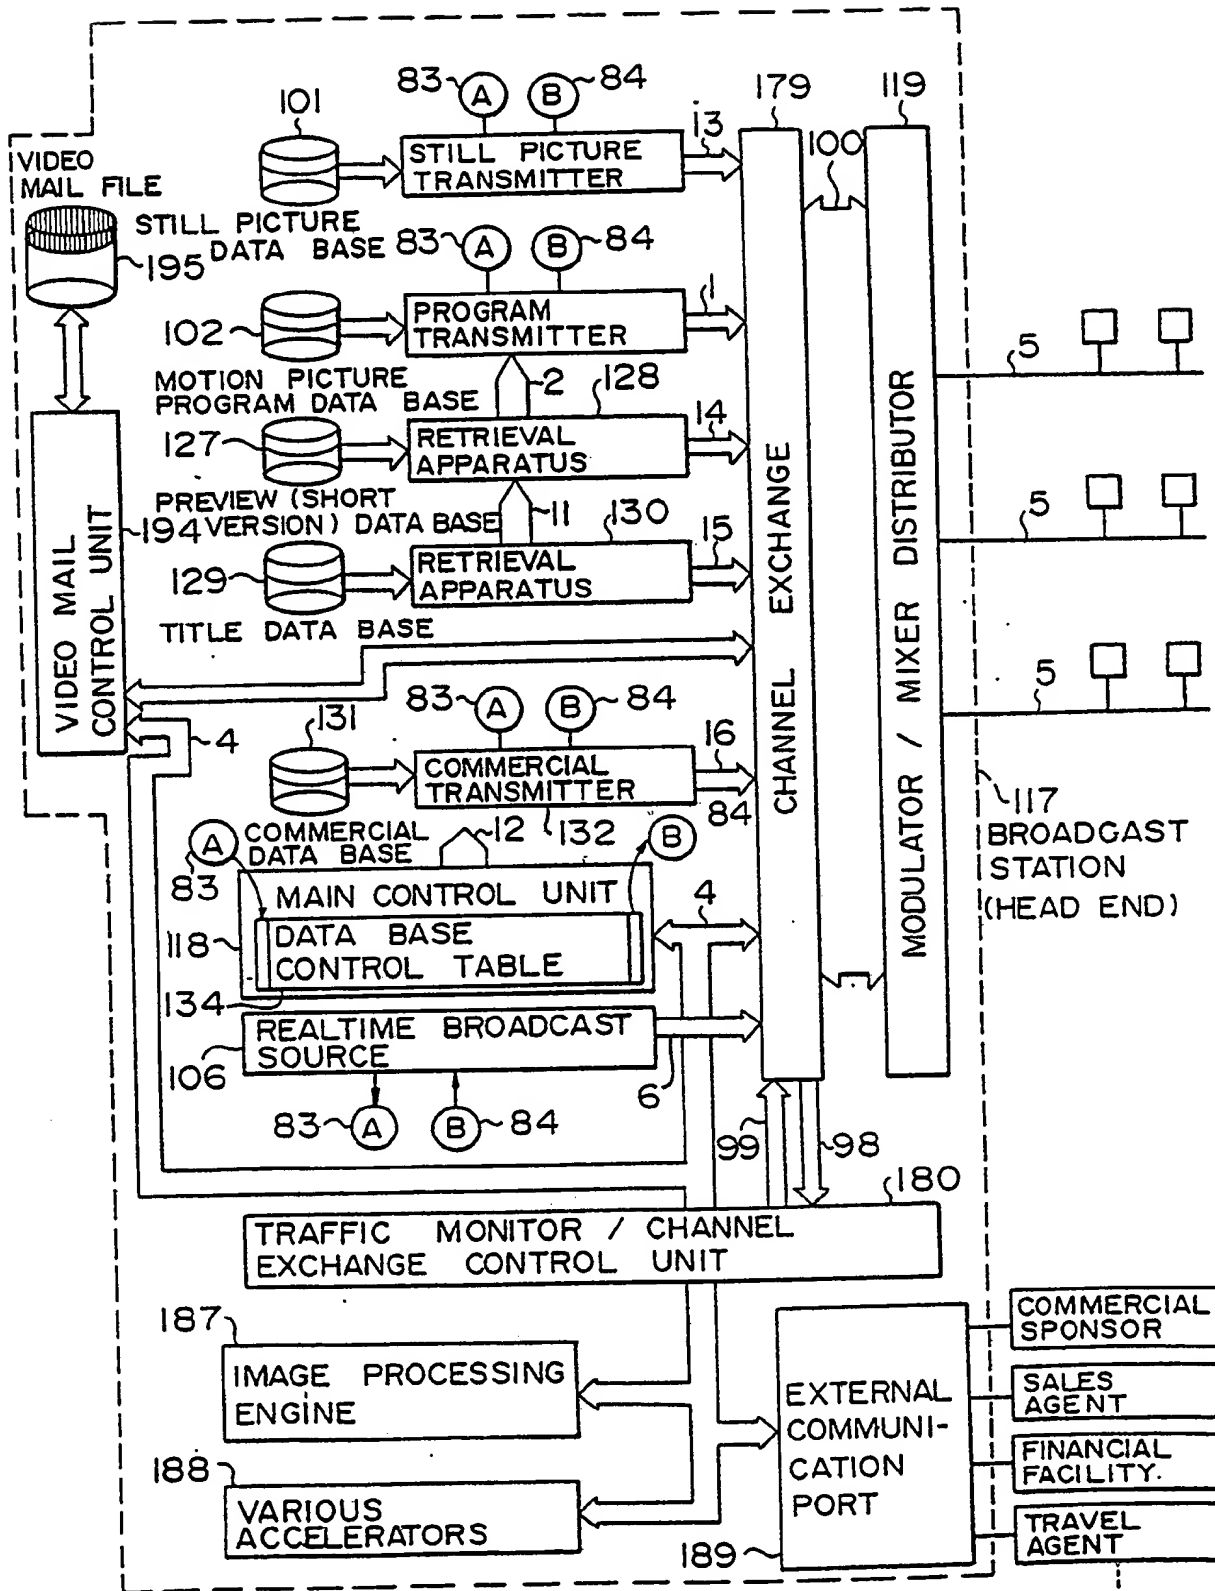 83
84
179
119
101
A
B
13
100
VIDEO
MAIL FILE
STILL PICTURE
TRANSMITTER
STILL PICTURE
DATA BASE
83
84
195
A
B
1
102
PROGRAM
TRANSMITTER
5
MOTION PICTURE
PROGRAM DATA BASE
2
128
127
RETRIEVAL
APPARATUS
14
PREVIEW (SHORT
VERSION) DATA BASE
194
11
130
5
129
RETRIEVAL
APPARATUS
15
TITLE DATA BASE
VIDEO MAIL
CONTROL UNIT
CHANNEL EXCHANGE
MODULATOR / MIXER DISTRIBUTOR
5
4
131
83
84
A
B
COMMERCIAL
TRANSMITTER
16
84
117
BROADCAST
STATION
(HEAD END)
A
83
COMMERCIAL
DATA BASE
12
132
B
MAIN CONTROL UNIT
118
DATA BASE
CONTROL TABLE
4
134
REALTIME BROADCAST
SOURCE
106
6
83
A
B
84
99
98
180
TRAFFIC MONITOR / CHANNEL
EXCHANGE CONTROL UNIT
187
IMAGE PROCESSING
ENGINE
188
VARIOUS
ACCELERATORS
EXTERNAL
COMMUNI-
CATION
PORT
189
COMMERCIAL
SPONSOR
SALES
AGENT
FINANCIAL
FACILITY.
TRAVEL
AGENT